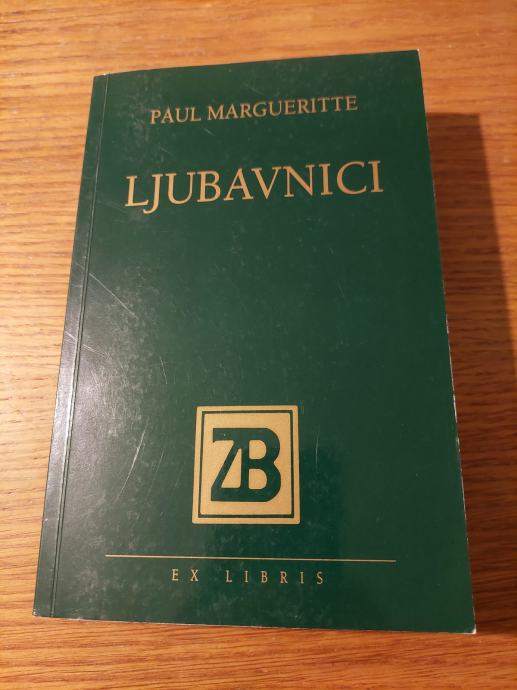 PAUL MARGUERITTE
LJUBAVNICI
ZB
EX LIBRIS